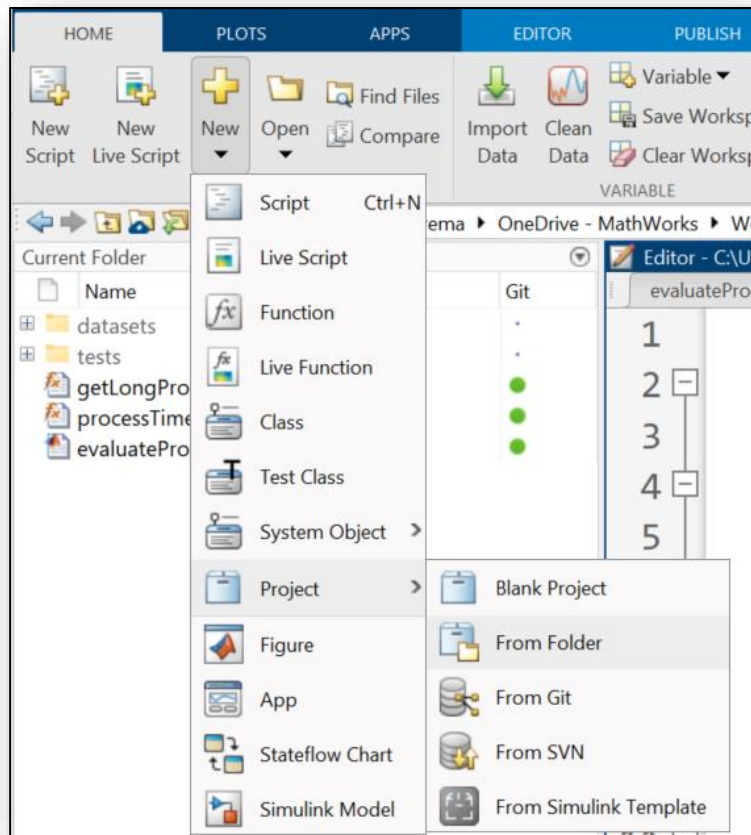 HOME PLOTS APPS EDITOR PUBLISH
New Script
New Live Script
New
Open
Find Files
Compare
Import Data
Clean Data
Variable
Save
Clear
VARIABLE
OneDrive - MathWorks
Current Folder
Editor - C:\U
Name Git
datasets
tests
getLongPro
processTime
evaluatePro
evaluatePro
1
2
3
4
5
Script Ctrl+N
Live Script
Function
Live Function
Class
Test Class
System Object
Project
Figure
App
Stateflow Chart
Simulink Model
Blank Project
From Folder
From Git
From SVN
From Simulink Template